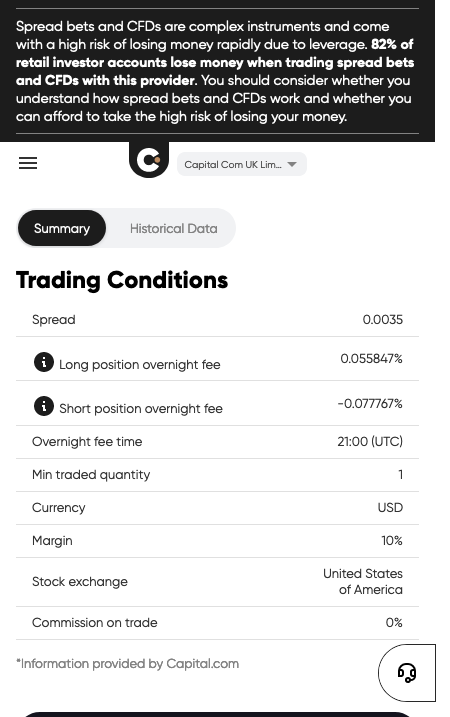 Spread bets and CFDs are complex instruments and come
with a high risk of losing money rapidly due to leverage. 82% of
retail investor accounts lose money when trading spread bets
and CFDs with this provider. You should consider whether you
understand how spread bets and CFDs work and whether you
can afford to take the high risk of losing your money.
Capital Com UK Lim...
Summary
Historical Data
Trading Conditions
Spread 0.0035
Long position overnight fee 0.055847%
Short position overnight fee -0.077767%
Overnight fee time 21:00 (UTC)
Min traded quantity 1
Currency USD
Margin 10%
Stock exchange United States
of America
Commission on trade 0%
*Information provided by Capital.com